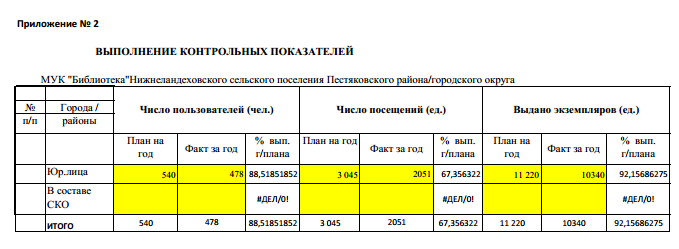 Приложение № 2
ВЫПОЛНЕНИЕ КОНТРОЛЬНЫХ ПОКАЗАТЕЛЕЙ
МУК "Библиотека"Нижнеландеховского сельского поселения Пестяковского района/городского округа
№ п/п Города / районы Число пользователей (чел.) Число посещений (ед.) Выдано экземпляров (ед.)
План на год Факт за год % вып. г/плана План на год Факт за год % вып. г/плана План на год Факт за год % вып. г/плана
Юр.лица 540 478 88,51851852 3 045 2051 67,356322 11 220 10340 92,15686275
В составе СКО #ДЕЛ/0! #ДЕЛ/0! #ДЕЛ/0!
ИТОГО 540 478 88,51851852 3 045 2051 67,356322 11 220 10340 92,15686275